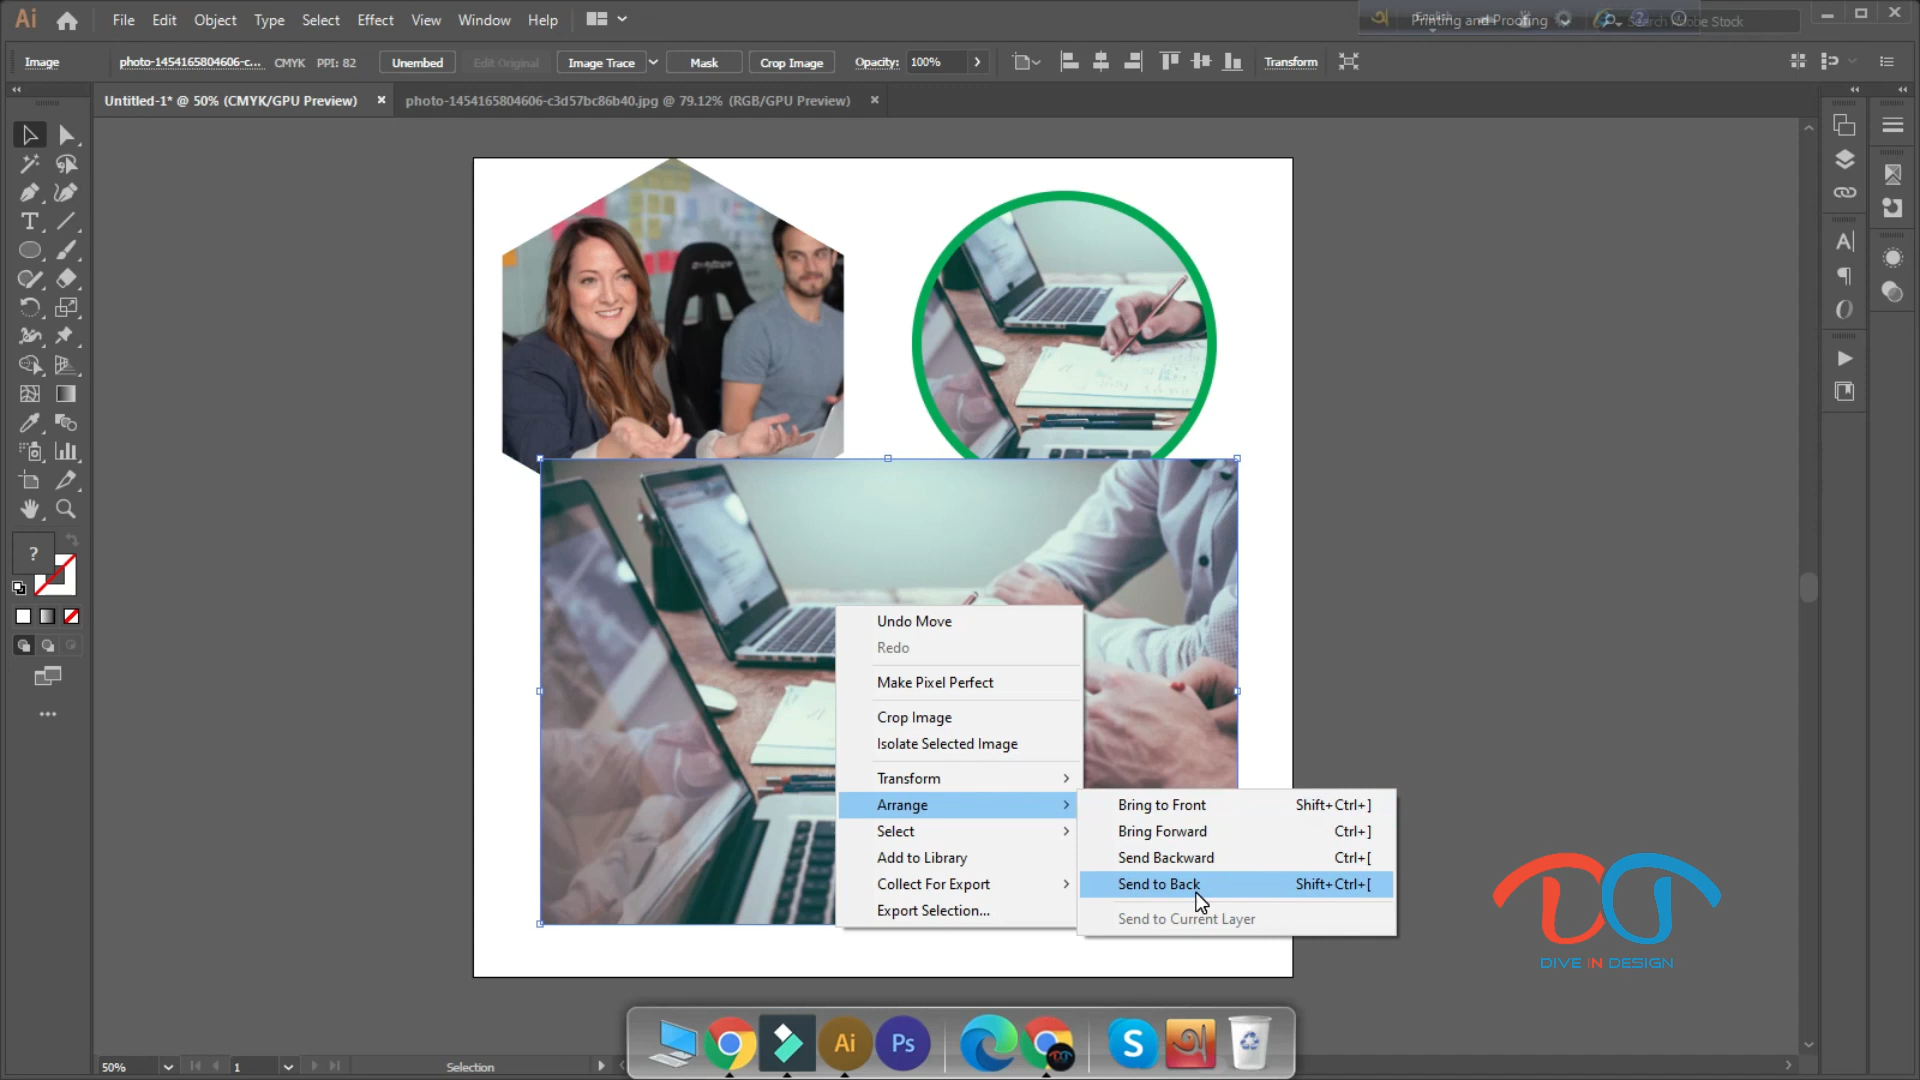 Ai File Edit Object Type Select Effect View Window Help Printing and Proofing Search Adobe Stock
Image photo-1454165804606-c... CMYK PPI: 82 Unembed Edit Original Image Trace Mask Crop Image Opacity: 100% Transform
Untitled-1* @ 50% (CMYK/GPU Preview) photo-1454165804606-c3d57bc86b40.jpg @ 79.12% (RGB/GPU Preview)
Undo Move
Redo
Make Pixel Perfect
Crop Image
Isolate Selected Image
Transform
Arrange
Select
Add to Library
Collect For Export
Export Selection...
Bring to Front Shift+Ctrl+]
Bring Forward Ctrl+]
Send Backward Ctrl+[
Send to Back Shift+Ctrl+[
Send to Current Layer
DIVE IN DESIGN
Ai Ps S
50% 1 Selection